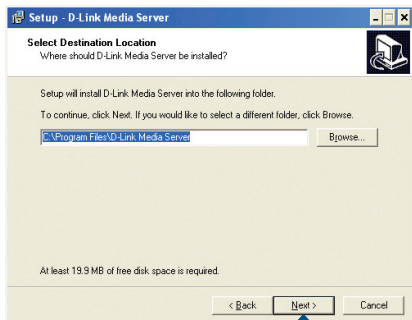 Setup - D-Link Media Server
Select Destination Location
Where should D-Link Media Server be installed?
Setup will install D-Link Media Server into the following folder.
To continue, click Next. If you would like to select a different folder, click Browse.
C:\Program Files\D-Link Media Server
Browse...
At least 19.9 MB of free disk space is required.
< Back Next > Cancel